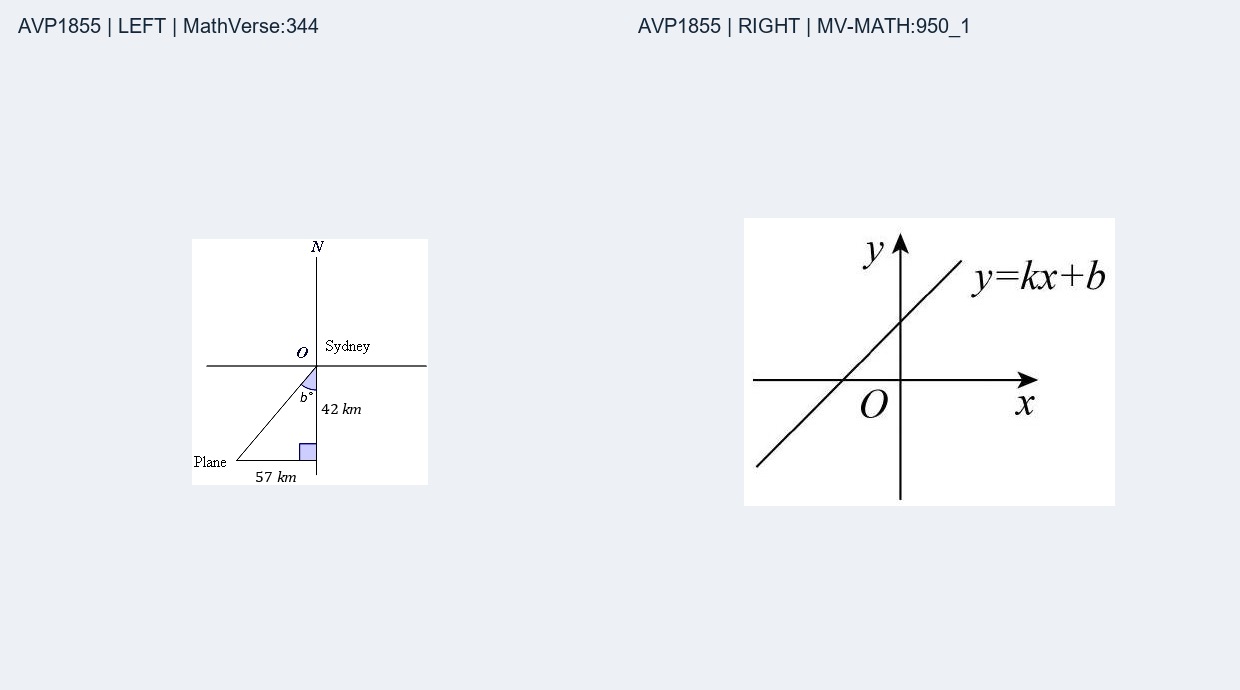 AVP1855 | LEFT | MathVerse:344
N
O Sydney
b°
42 km
Plane
57 km
AVP1855 | RIGHT | MV-MATH:950_1
y
y=kx+b
O
x